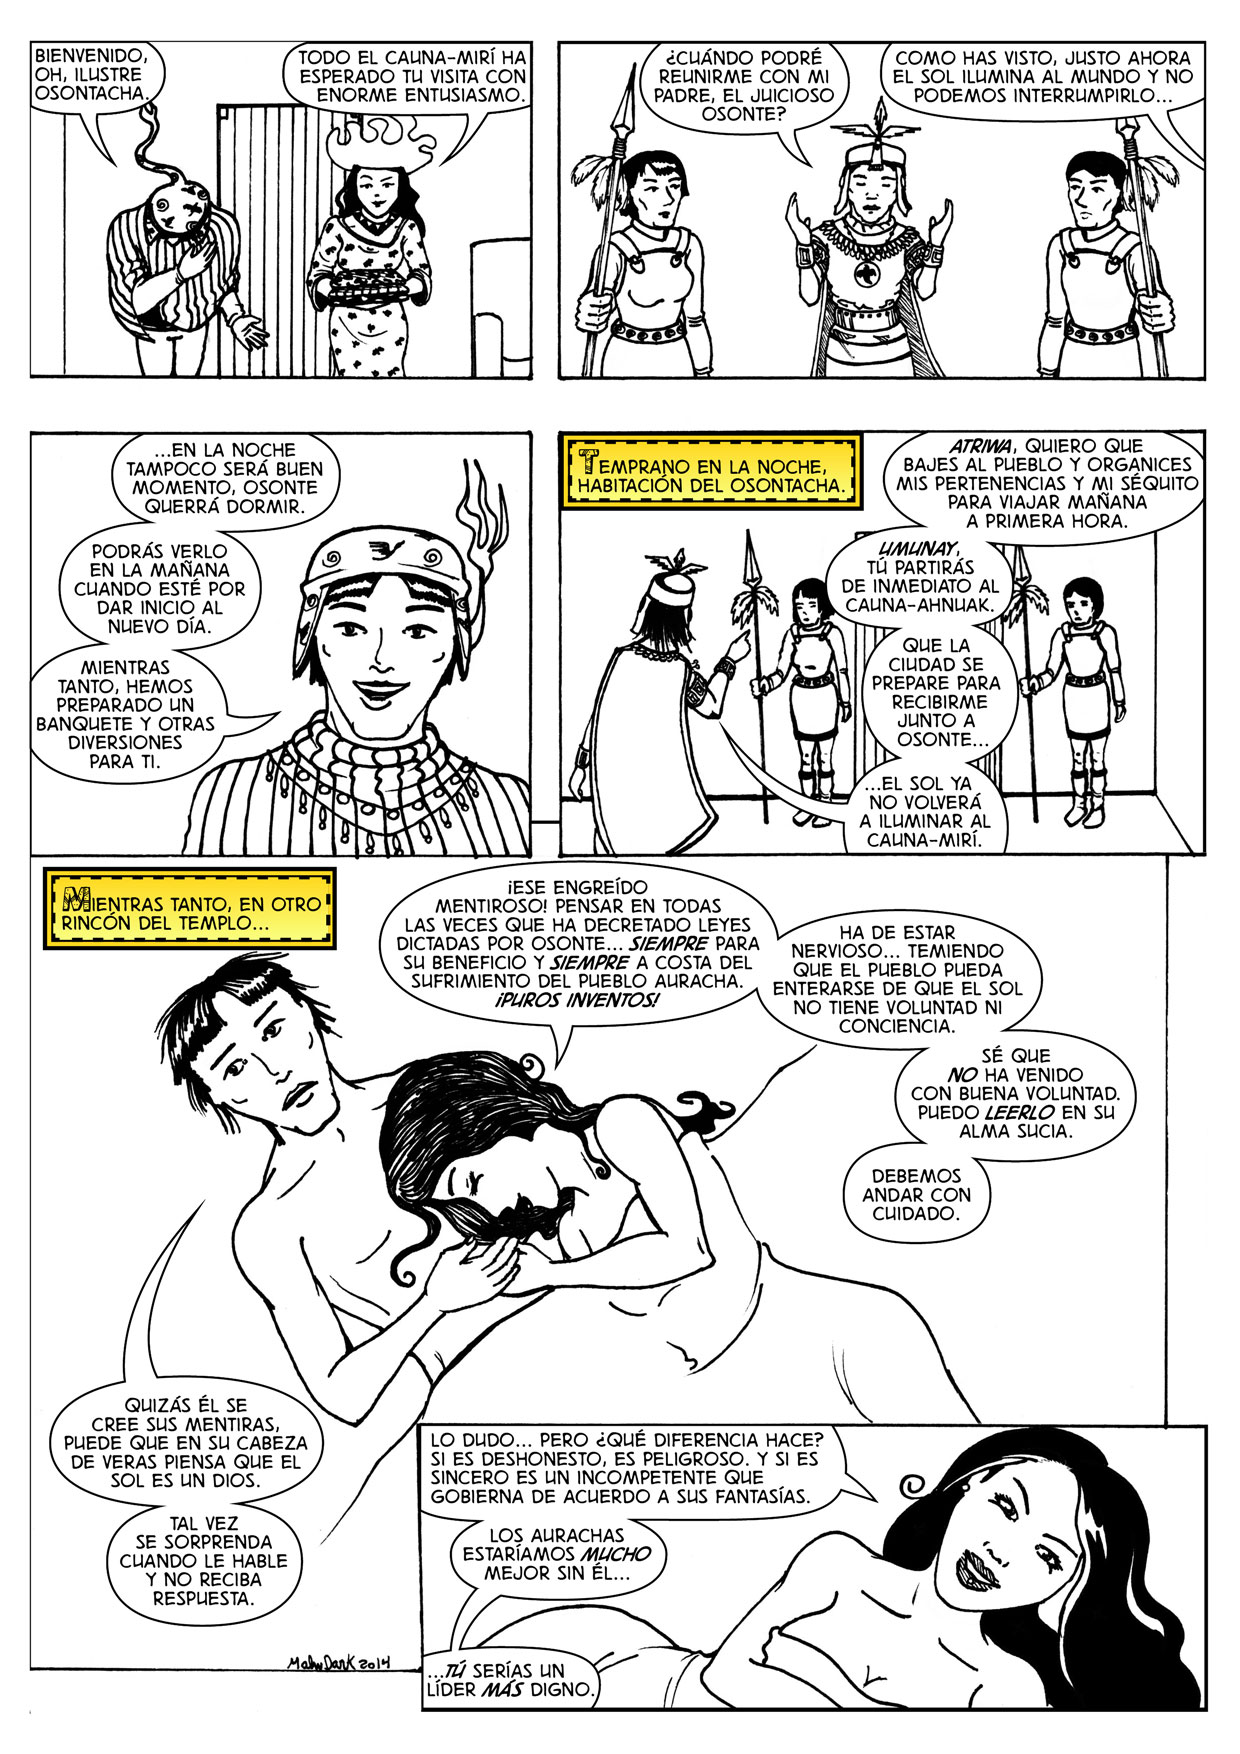 BIENVENIDO,
OH, ILUSTRE
OSONTACHA.
TODO EL CAUNA-MIRÍ HA
ESPERADO TU VISITA CON
ENORME ENTUSIASMO.
¿CUÁNDO PODRÉ
REUNIRME CON MI
PADRE, EL JUICIOSO
OSONTE?
COMO HAS VISTO, JUSTO AHORA
EL SOL ILUMINA AL MUNDO Y NO
PODEMOS INTERRUMPIRLO...
...EN LA NOCHE
TAMPOCO SERÁ BUEN
MOMENTO, OSONTE
QUERRÁ DORMIR.
PODRÁS VERLO
EN LA MAÑANA
CUANDO ESTÉ POR
DAR INICIO AL
NUEVO DÍA.
MIENTRAS
TANTO, HEMOS
PREPARADO UN
BANQUETE Y OTRAS
DIVERSIONES
PARA TI.
TEMPRANO EN LA NOCHE,
HABITACIÓN DEL OSONTACHA.
ATRIWA, QUIERO QUE
BAJES AL PUEBLO Y ORGANICES
MIS PERTENENCIAS Y MI SÉQUITO
PARA VIAJAR MAÑANA
A PRIMERA HORA.
UMUNAY,
TÚ PARTIRÁS
DE INMEDIATO AL
CAUNA-AHNUAK.
QUE LA
CIUDAD SE
PREPARE PARA
RECIBIRME
JUNTO A
OSONTE...
...EL SOL YA
NO VOLVERÁ
A ILUMINAR AL
CAUNA-MIRÍ.
MIENTRAS TANTO, EN OTRO
RINCÓN DEL TEMPLO...
¡ESE ENGREÍDO
MENTIROSO! PENSAR EN TODAS
LAS VECES QUE HA DECRETADO LEYES
DICTADAS POR OSONTE... SIEMPRE PARA
SU BENEFICIO Y SIEMPRE A COSTA DEL
SUFRIMIENTO DEL PUEBLO AURACHA.
¡PUROS INVENTOS!
HA DE ESTAR
NERVIOSO... TEMIENDO
QUE EL PUEBLO PUEDA
ENTERARSE DE QUE EL SOL
NO TIENE VOLUNTAD NI
CONCIENCIA.
SÉ QUE
NO HA VENIDO
CON BUENA VOLUNTAD.
PUEDO LEERLO EN SU
ALMA SUCIA.
DEBEMOS
ANDAR CON
CUIDADO.
QUIZÁS ÉL SE
CREE SUS MENTIRAS,
PUEDE QUE EN SU CABEZA
DE VERAS PIENSA QUE EL
SOL ES UN DIOS.
TAL VEZ
SE SORPRENDA
CUANDO LE HABLE
Y NO RECIBA
RESPUESTA.
LO DUDO... PERO ¿QUÉ DIFERENCIA HACE?
SI ES DESHONESTO, ES PELIGROSO. Y SI ES
SINCERO ES UN INCOMPETENTE QUE
GOBIERNA DE ACUERDO A SUS FANTASÍAS.
LOS AURACHAS
ESTARÍAMOS MUCHO
MEJOR SIN ÉL...
...TÚ SERÍAS UN
LÍDER MÁS DIGNO.
MalwDark 2014